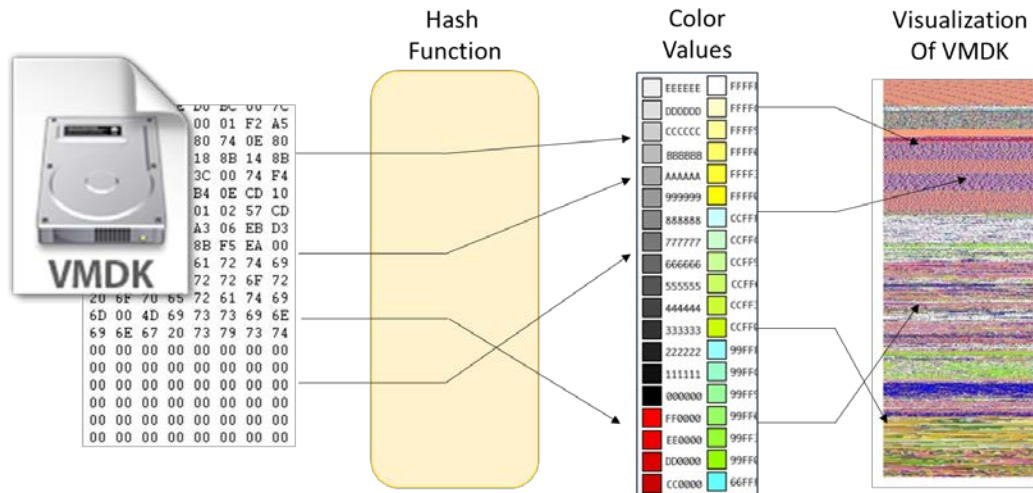 Hash
Function
Color
Values
Visualization
Of VMDK
VMDK
D0 BC 00 7C
00 01 F2 A5
80 74 0E 80
18 8B 14 8B
3C 00 74 F4
B4 0E CD 10
01 02 57 CD
A3 06 EB D3
8B F5 EA 00
61 72 74 69
72 72 6F 72
20 6F 70 65 72 61 74 69
6D 00 4D 69 73 73 69 6E
69 6E 67 20 73 79 73 74
00 00 00 00 00 00 00 00
00 00 00 00 00 00 00 00
00 00 00 00 00 00 00 00
00 00 00 00 00 00 00 00
00 00 00 00 00 00 00 00
00 00 00 00 00 00 00 00
EEEEEE
DDDDDD
CCCCCC
BBBBBB
AAAAAA
999999
888888
777777
666666
555555
444444
333333
222222
111111
000000
FF0000
EE0000
DD0000
CC0000